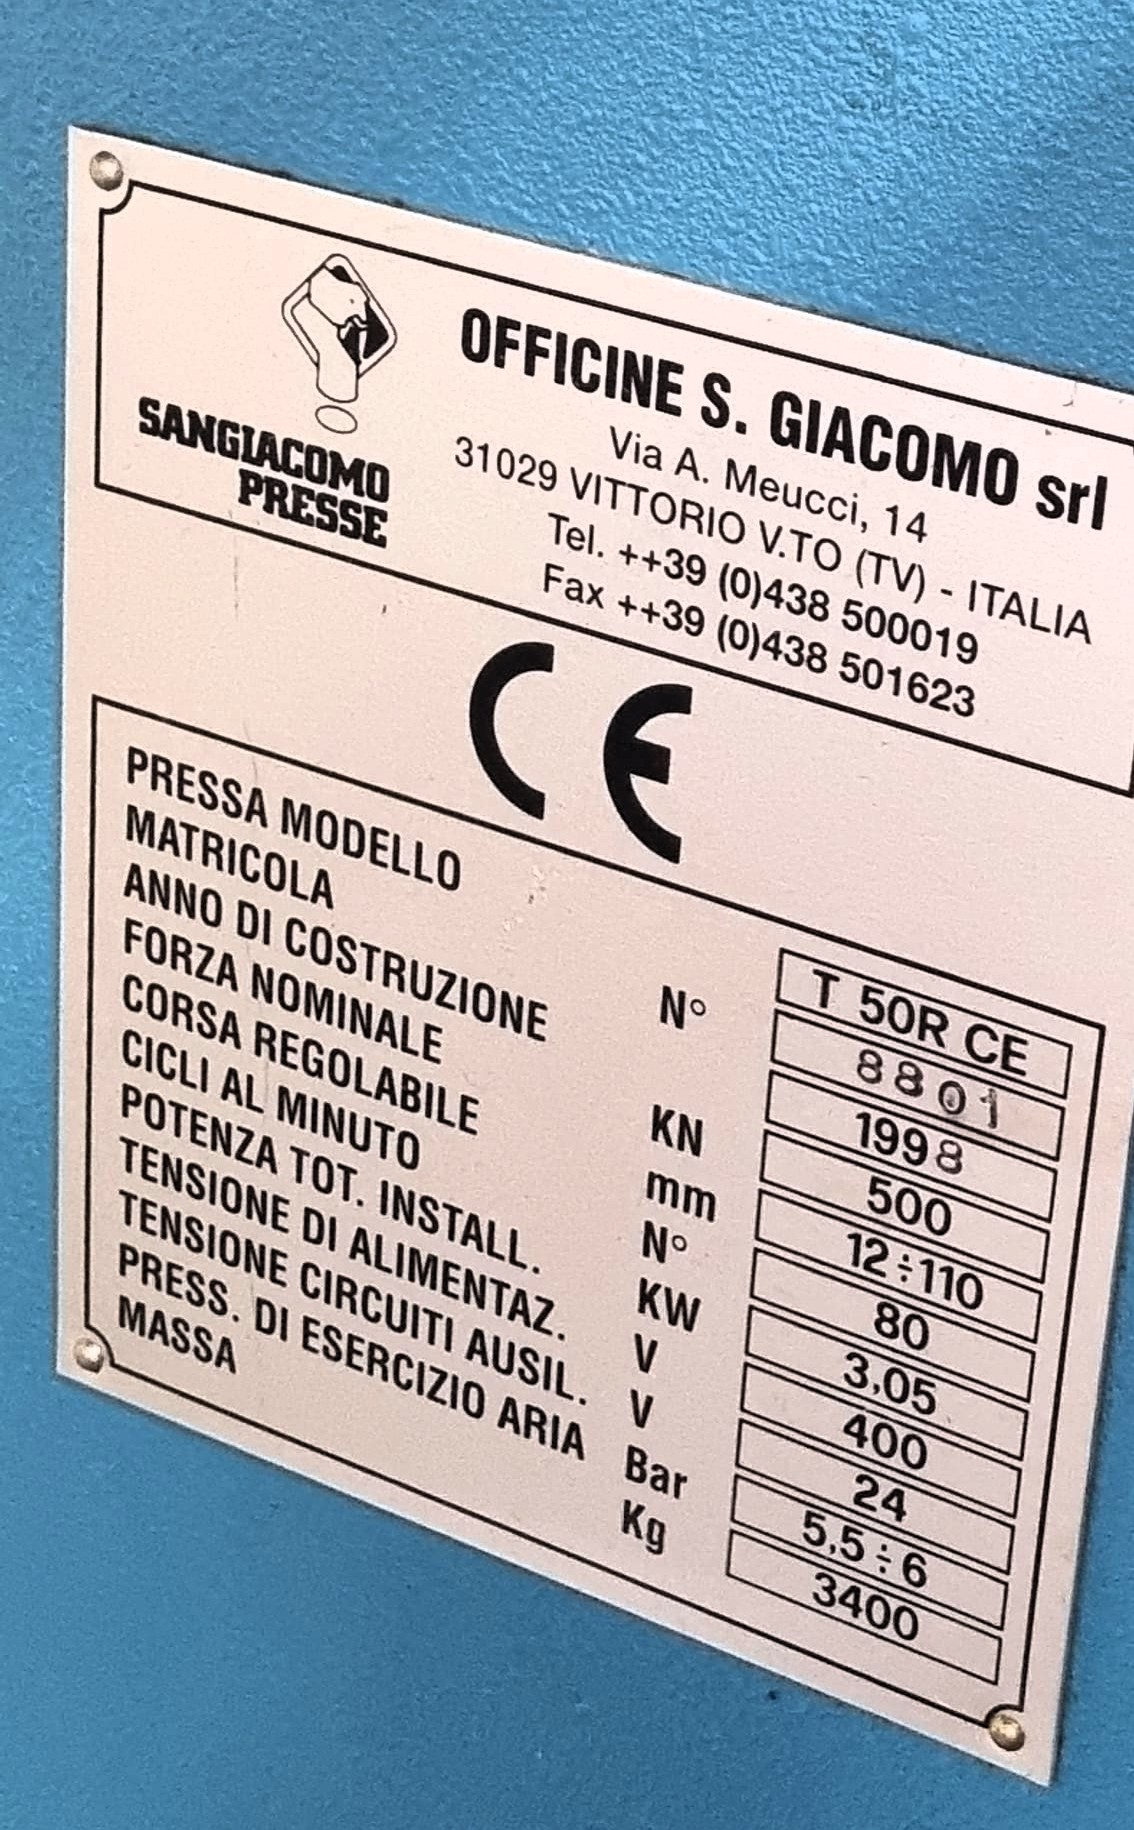 SANGIACOMO
PRESSE
OFFICINE S. GIACOMO srl
Via A. Meucci, 14
31029 VITTORIO V.TO (TV) - ITALIA
Tel. ++39 (0)438 500019
Fax ++39 (0)438 501623
CE
PRESSA MODELLO T 50R CE
MATRICOLA N° 8801
ANNO DI COSTRUZIONE 1998
FORZA NOMINALE KN 500
CORSA REGOLABILE mm 12÷110
CICLI AL MINUTO N° 80
POTENZA TOT. INSTALL. KW 3,05
TENSIONE DI ALIMENTAZ. V 400
TENSIONE CIRCUITI AUSIL. V 24
PRESS. DI ESERCIZIO ARIA Bar 5,5÷6
MASSA Kg 3400